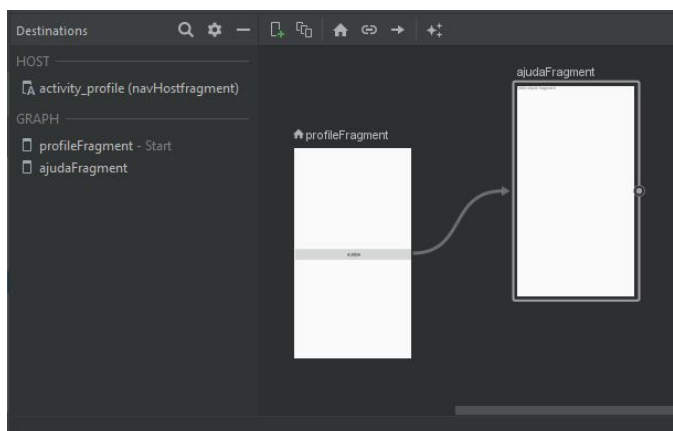 Destinations
HOST
activity_profile (navHostfragment)
GRAPH
profileFragment - Start
ajudaFragment
profileFragment
ajudaFragment